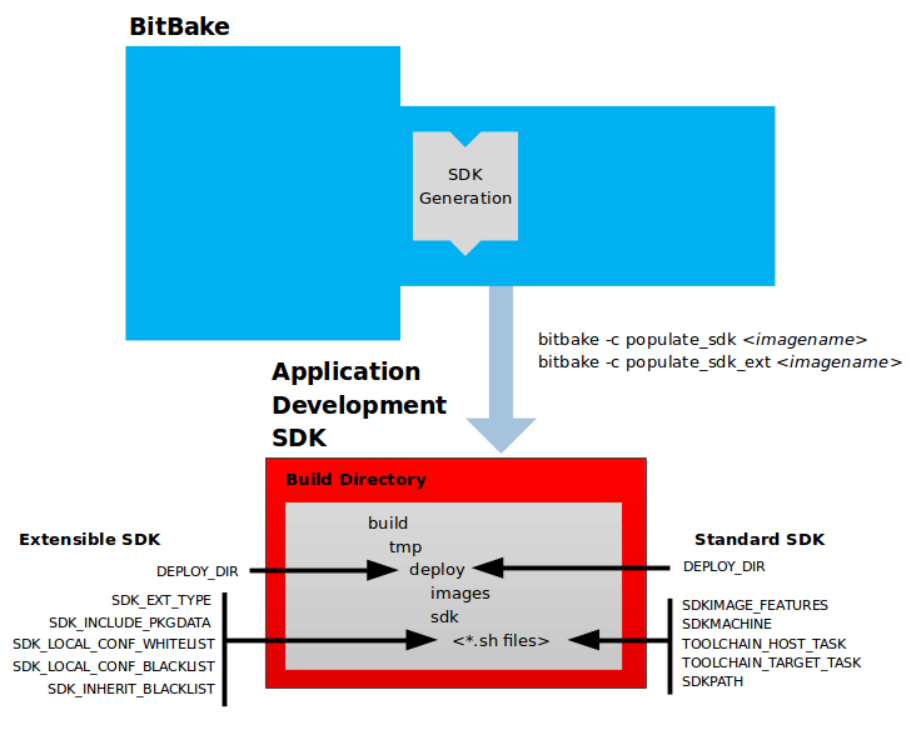 BitBake
SDK
Generation
bitbake -c populate_sdk <imagename>
bitbake -c populate_sdk_ext <imagename>
Application
Development
SDK
Build Directory
build
tmp
deploy
images
sdk
<*.sh files>
Extensible SDK
DEPLOY_DIR
SDK_EXT_TYPE
SDK_INCLUDE_PKGDATA
SDK_LOCAL_CONF_WHITELIST
SDK_LOCAL_CONF_BLACKLIST
SDK_INHERIT_BLACKLIST
Standard SDK
DEPLOY_DIR
SDKIMAGE_FEATURES
SDKMACHINE
TOOLCHAIN_HOST_TASK
TOOLCHAIN_TARGET_TASK
SDKPATH